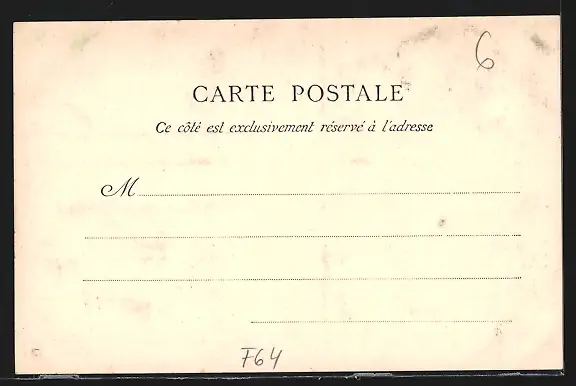 6
CARTE POSTALE
Ce côté est exclusivement réservé à l'adresse
M
F64